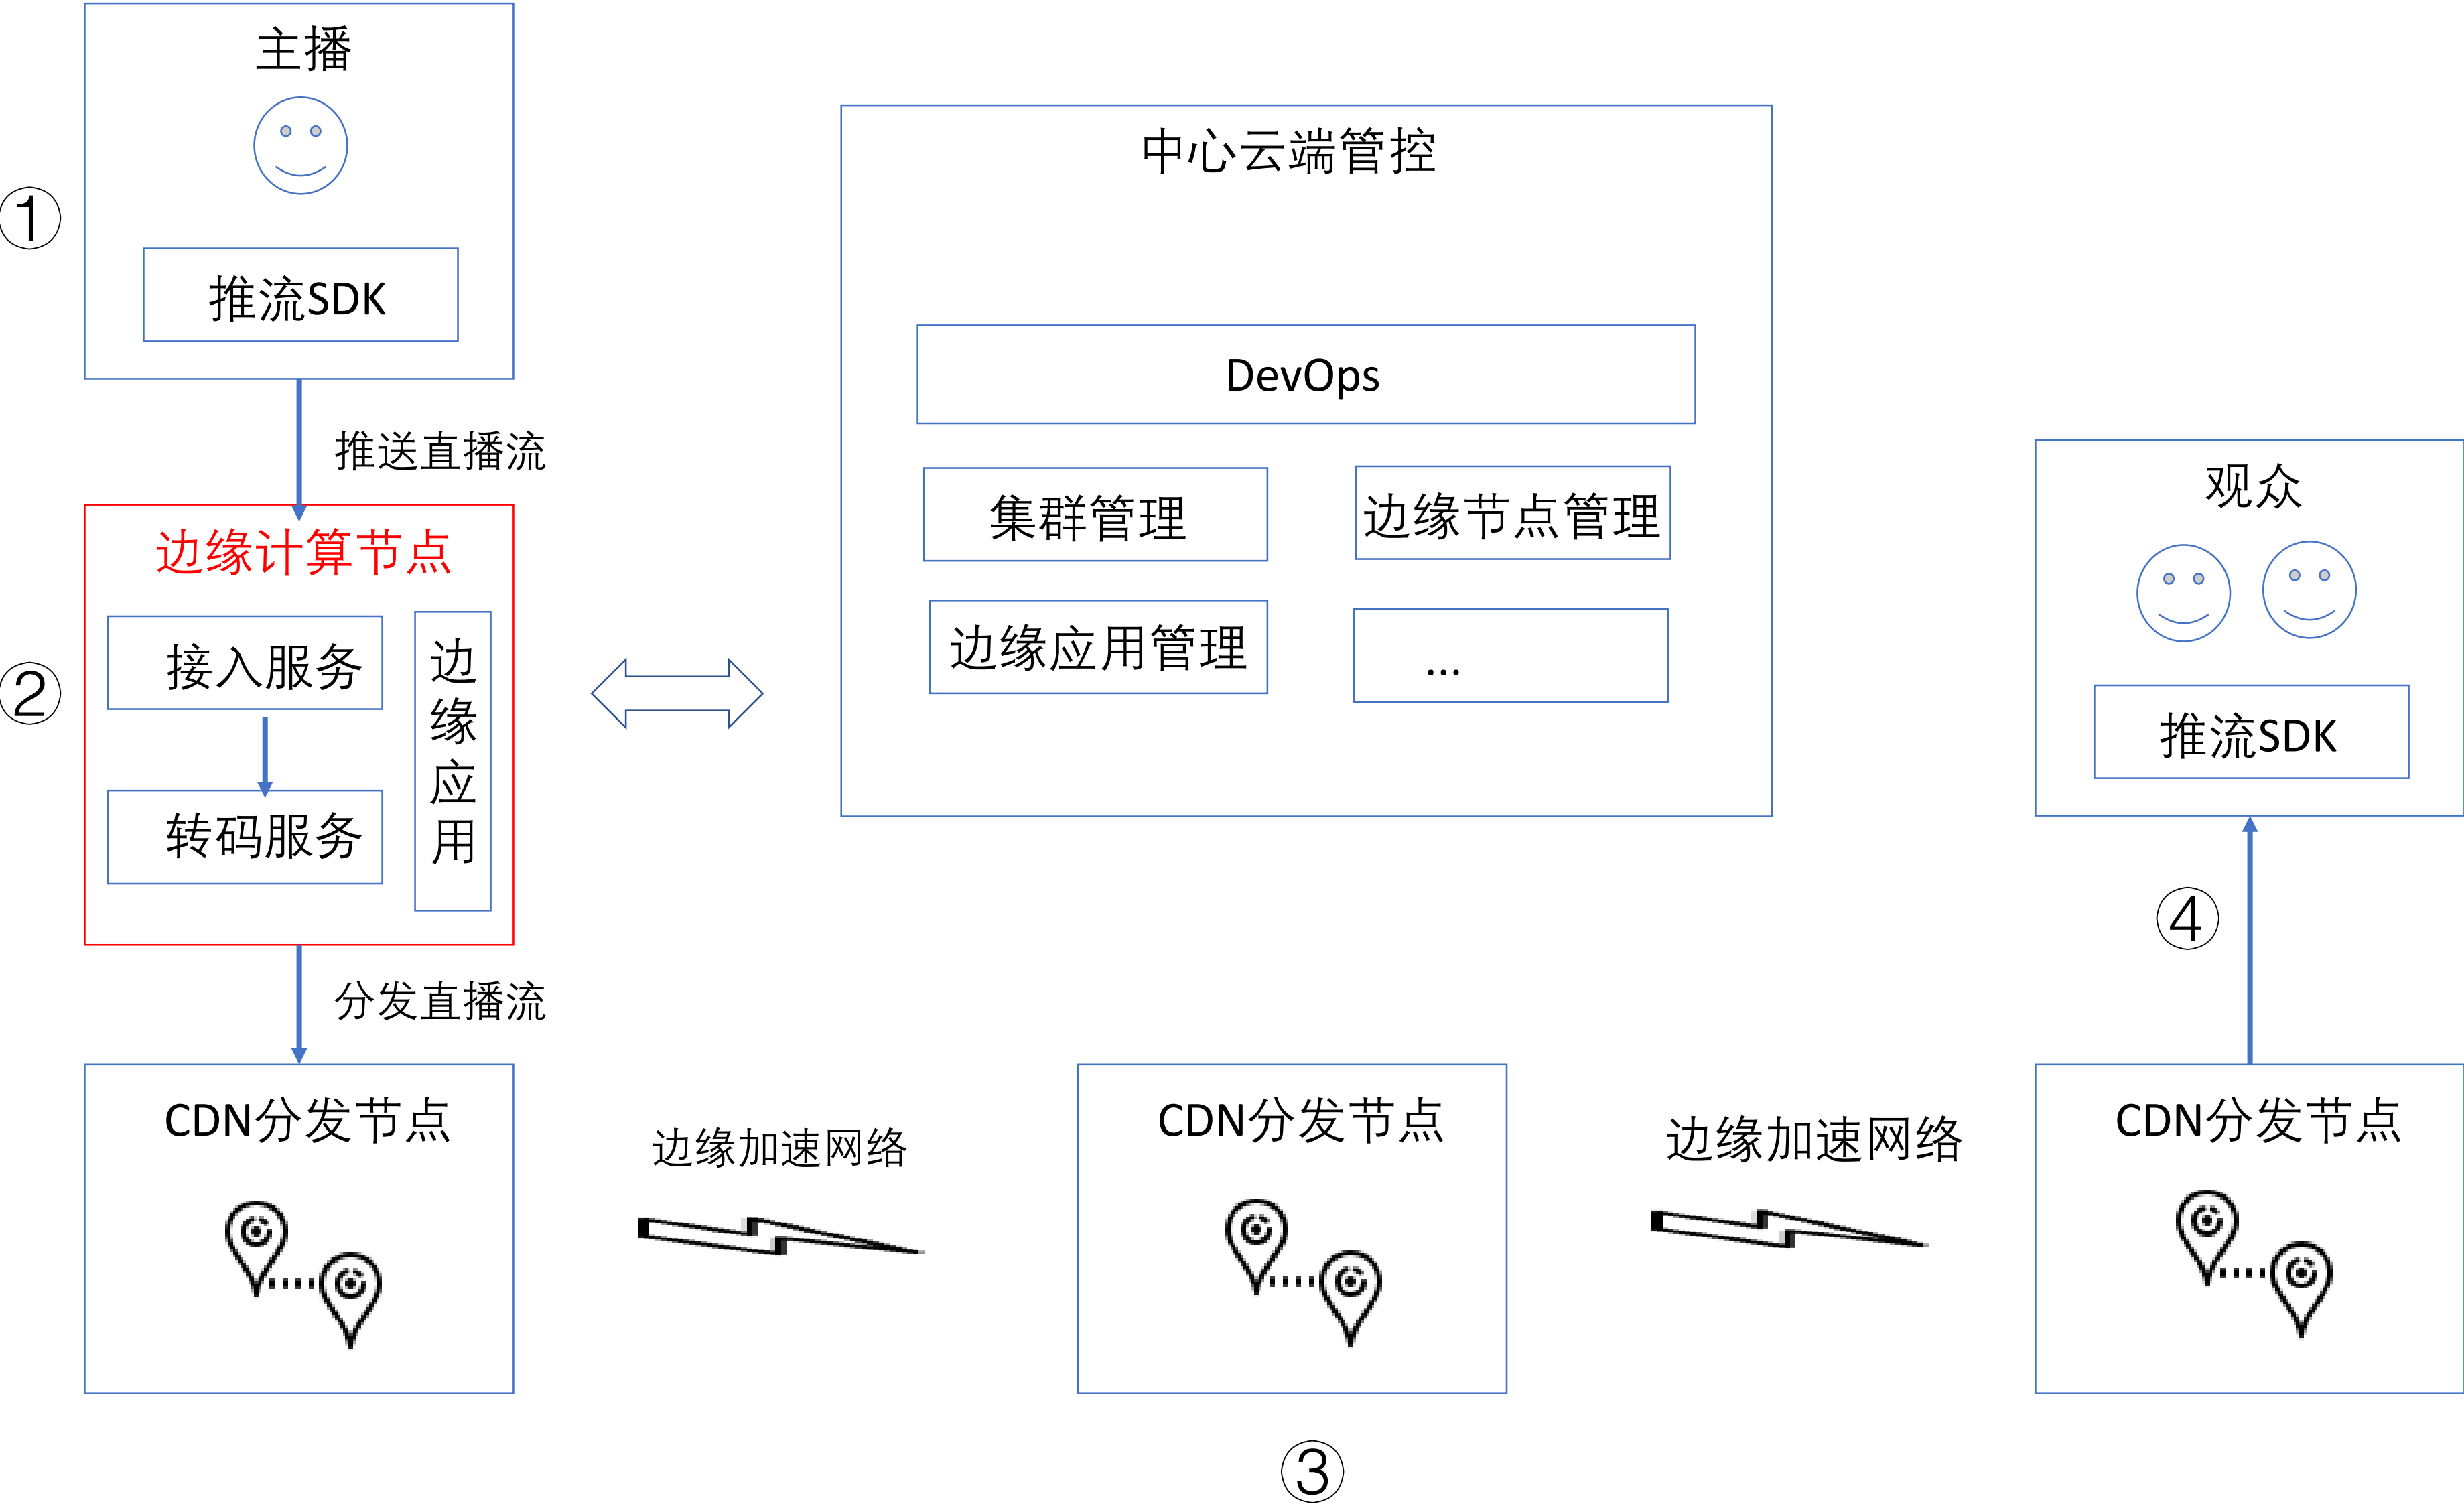 ①
主播
推流SDK
推送直播流
②
边缘计算节点
接入服务
转码服务
边缘应用
分发直播流
中心云端管控
DevOps
集群管理
边缘节点管理
边缘应用管理
...
观众
推流SDK
④
CDN分发节点
边缘加速网络
CDN分发节点
边缘加速网络
CDN分发节点
③